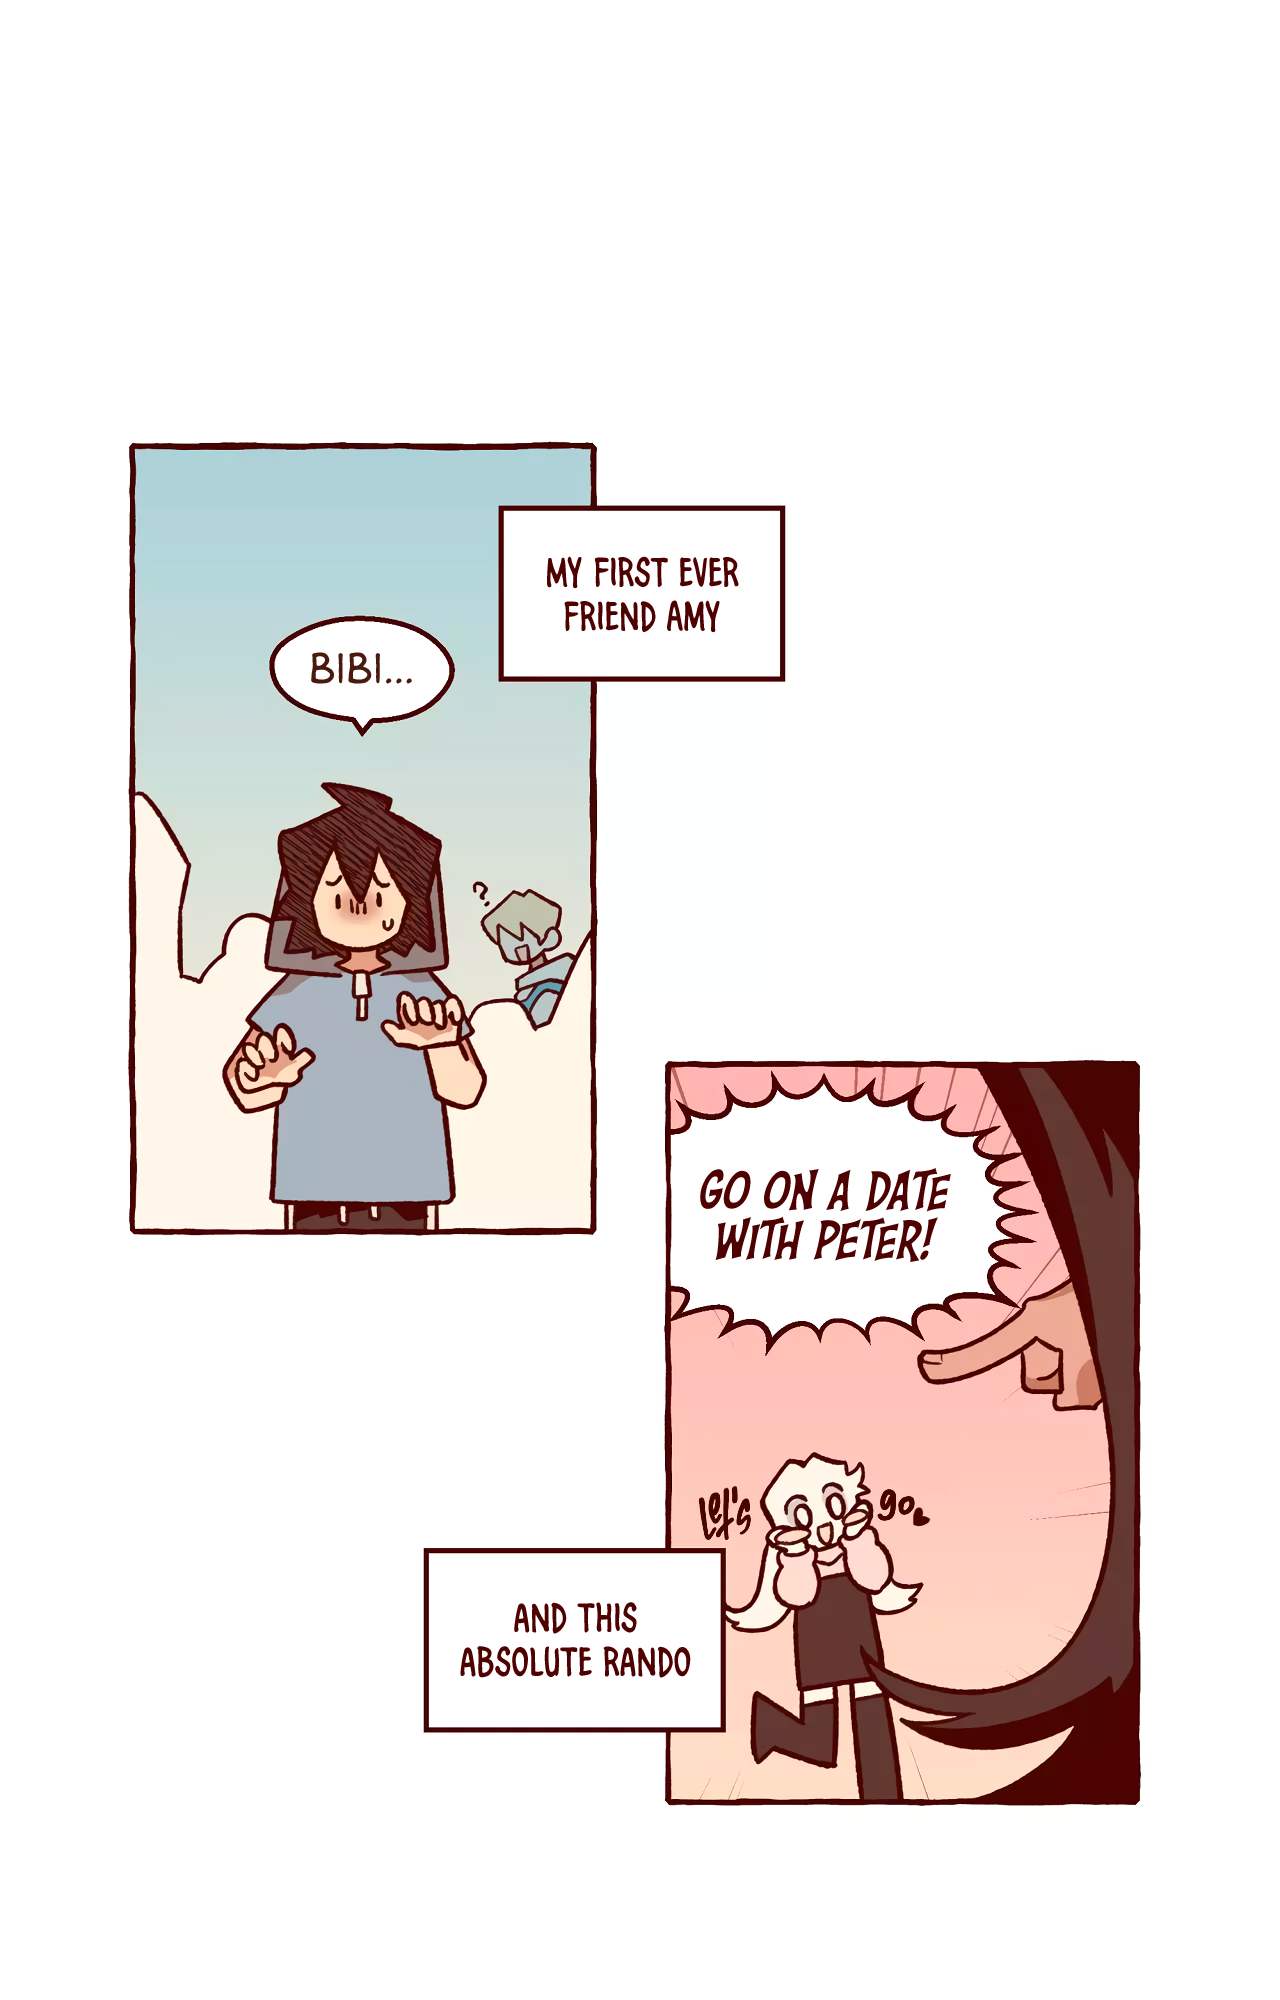 MY FIRST EVER
FRIEND AMY
BIBI...
?
GO ON A DATE
WITH PETER!
Let's go
AND THIS
ABSOLUTE RANDO